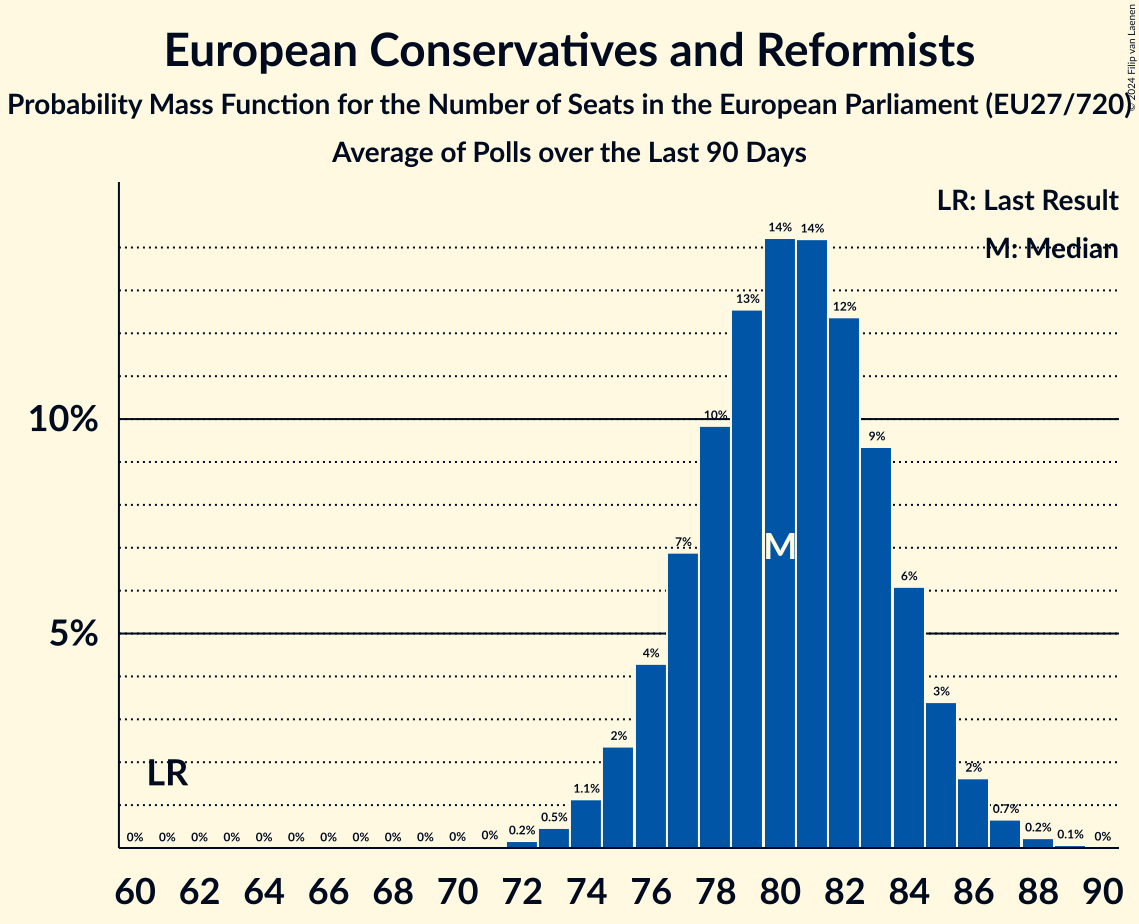 European Conservatives and Reformists
Probability Mass Function for the Number of Seats in the European Parliament (EU27/720)
Average of Polls over the Last 90 Days
© 2024 Filip van Laenen
LR: Last Result
M: Median
14% 14%
13% 12%
10%
10% 9%
7% 6%
M
5%
4% 3%
2% 2%
LR
1.1% 0.7%
0.5% 0.2% 0.2% 0.1%
0% 0% 0% 0% 0% 0% 0% 0% 0% 0% 0% 0% 0%
60 62 64 66 68 70 72 74 76 78 80 82 84 86 88 90